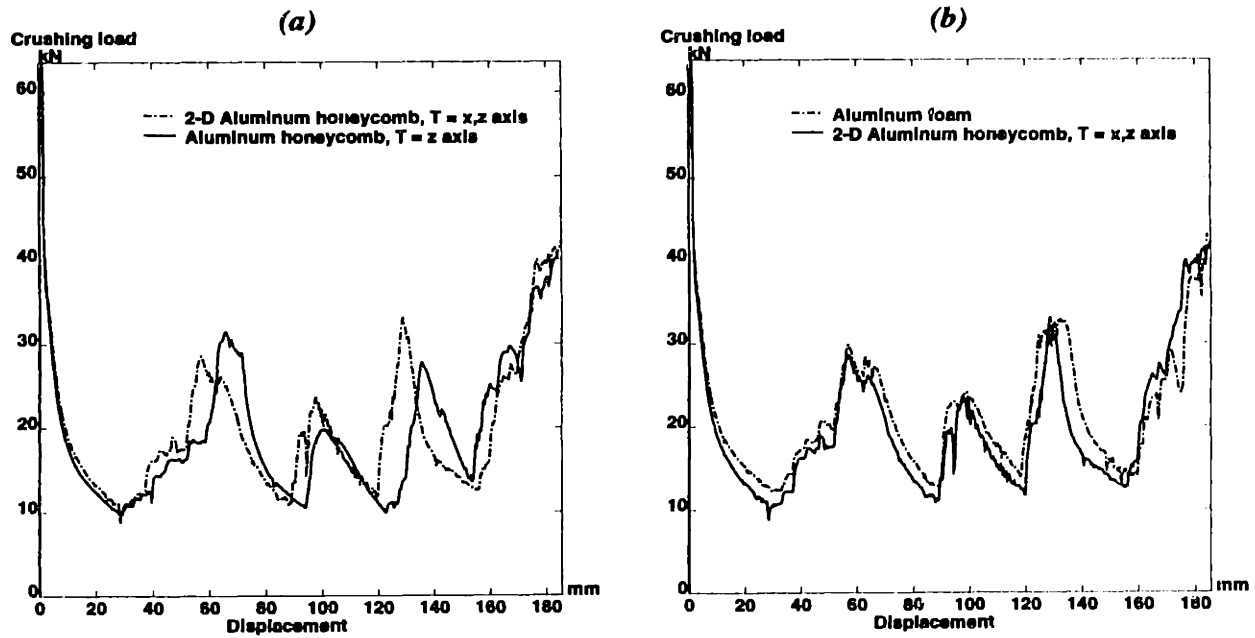 (a)
Crushing load
kN
60
50
40
30
20
10
0
2-D Aluminum honeycomb, T = x,z axis
Aluminum honeycomb, T = z axis
0 20 40 60 80 100 120 140 160 180
mm
Displacement
(b)
Crushing load
kN
60
50
40
30
20
10
0
Aluminum foam
2-D Aluminum honeycomb, T = x,z axis
0 20 40 60 80 100 120 140 160 180
mm
Displacement